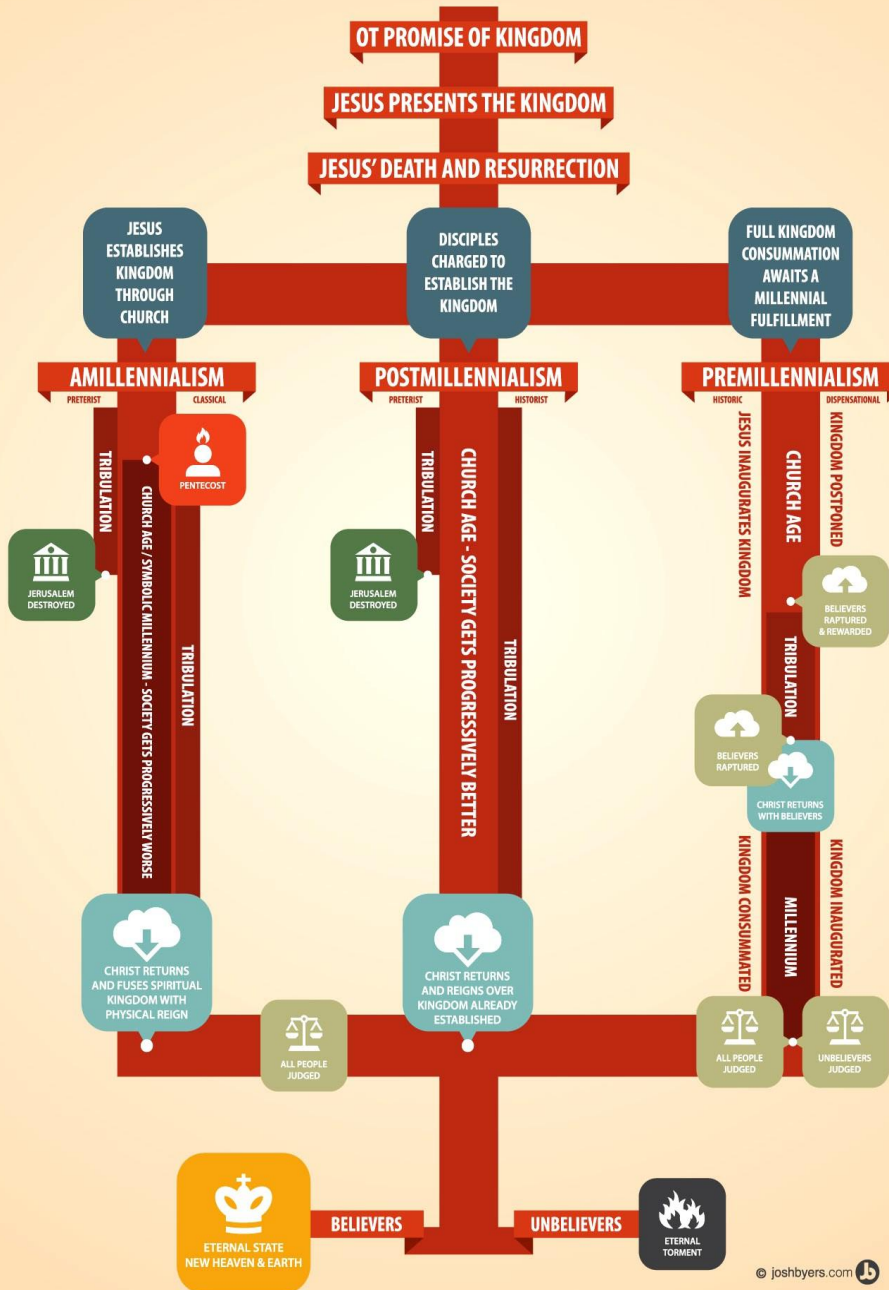 OT PROMISE OF KINGDOM
JESUS PRESENTS THE KINGDOM
JESUS' DEATH AND RESURRECTION
JESUS
ESTABLISHES
KINGDOM
THROUGH
CHURCH
DISCIPLES
CHARGED TO
ESTABLISH THE
KINGDOM
FULL KINGDOM
CONSUMMATION
AWAITS A
MILLENNIAL
FULFILLMENT
AMILLENNIALISM
PRETERIST
CLASSICAL
TRIBULATION
PENTECOST
JERUSALEM
DESTROYED
CHURCH AGE / SYMBOLIC MILLENNIUM - SOCIETY GETS PROGRESSIVELY WORSE
TRIBULATION
CHRIST RETURNS
AND FUSES SPIRITUAL
KINGDOM WITH
PHYSICAL REIGN
POSTMILLENNIALISM
PRETERIST
HISTORIST
TRIBULATION
JERUSALEM
DESTROYED
CHURCH AGE - SOCIETY GETS PROGRESSIVELY BETTER
TRIBULATION
CHRIST RETURNS
AND REIGNS OVER
KINGDOM ALREADY
ESTABLISHED
PREMILLENNIALISM
HISTORIC
DISPENSATIONAL
JESUS INAUGURATES KINGDOM
CHURCH AGE
KINGDOM POSTPONED
BELIEVERS
RAPTURED
& REWARDED
TRIBULATION
BELIEVERS
RAPTURED
CHRIST RETURNS
WITH BELIEVERS
KINGDOM CONSUMMATED
MILLENNIUM
KINGDOM INAUGURATED
ALL PEOPLE
JUDGED
ALL PEOPLE
JUDGED
UNBELIEVERS
JUDGED
BELIEVERS
UNBELIEVERS
ETERNAL STATE
NEW HEAVEN & EARTH
ETERNAL
TORMENT
© joshbyers.com jb